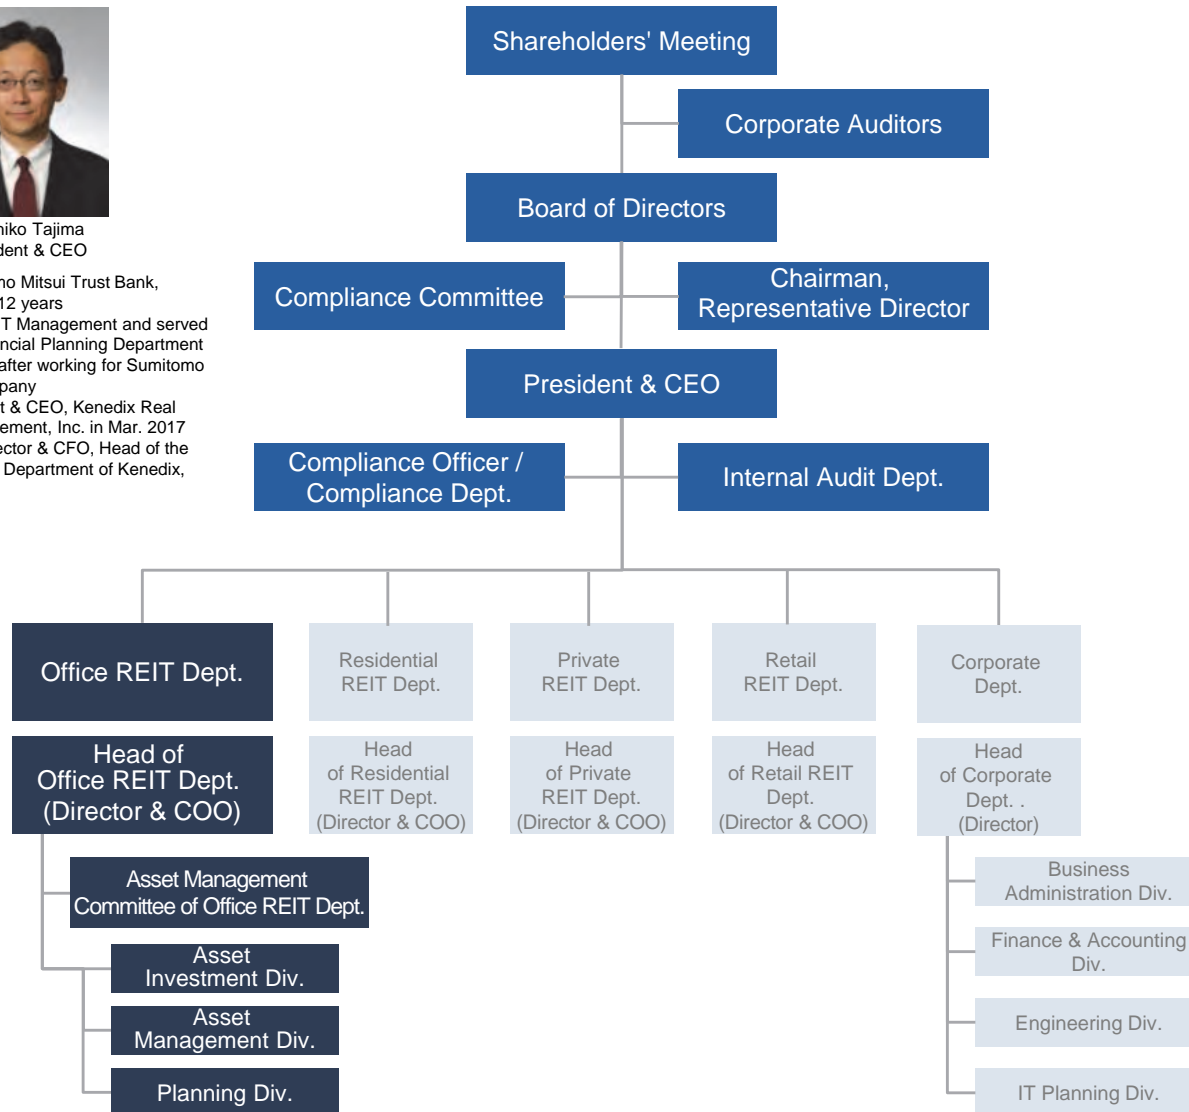 Shareholders' Meeting
Corporate Auditors
Board of Directors
Compliance Committee
Chairman,
Representative Director
President & CEO
Compliance Officer /
Compliance Dept.
Internal Audit Dept.
Tajima
& CEO
Mitsui Trust Bank,
12 years
Management and served
Planning Department
after working for Sumitomo
& CEO, Kenedix Real
Inc. in Mar. 2017
& CFO, Head of the
Department of Kenedix,
Office REIT Dept.
Head of
Office REIT Dept.
(Director & COO)
Asset Management
Committee of Office REIT Dept.
Asset
Investment Div.
Asset
Management Div.
Planning Div.
Residential
REIT Dept.
Head
of Residential
REIT Dept.
(Director & COO)
Private
REIT Dept.
Head
of Private
REIT Dept.
(Director & COO)
Retail
REIT Dept.
Head
of Retail REIT
Dept.
(Director & COO)
Corporate
Dept.
Head
of Corporate
Dept. .
(Director)
Business
Administration Div.
Finance & Accounting
Div.
Engineering Div.
IT Planning Div.